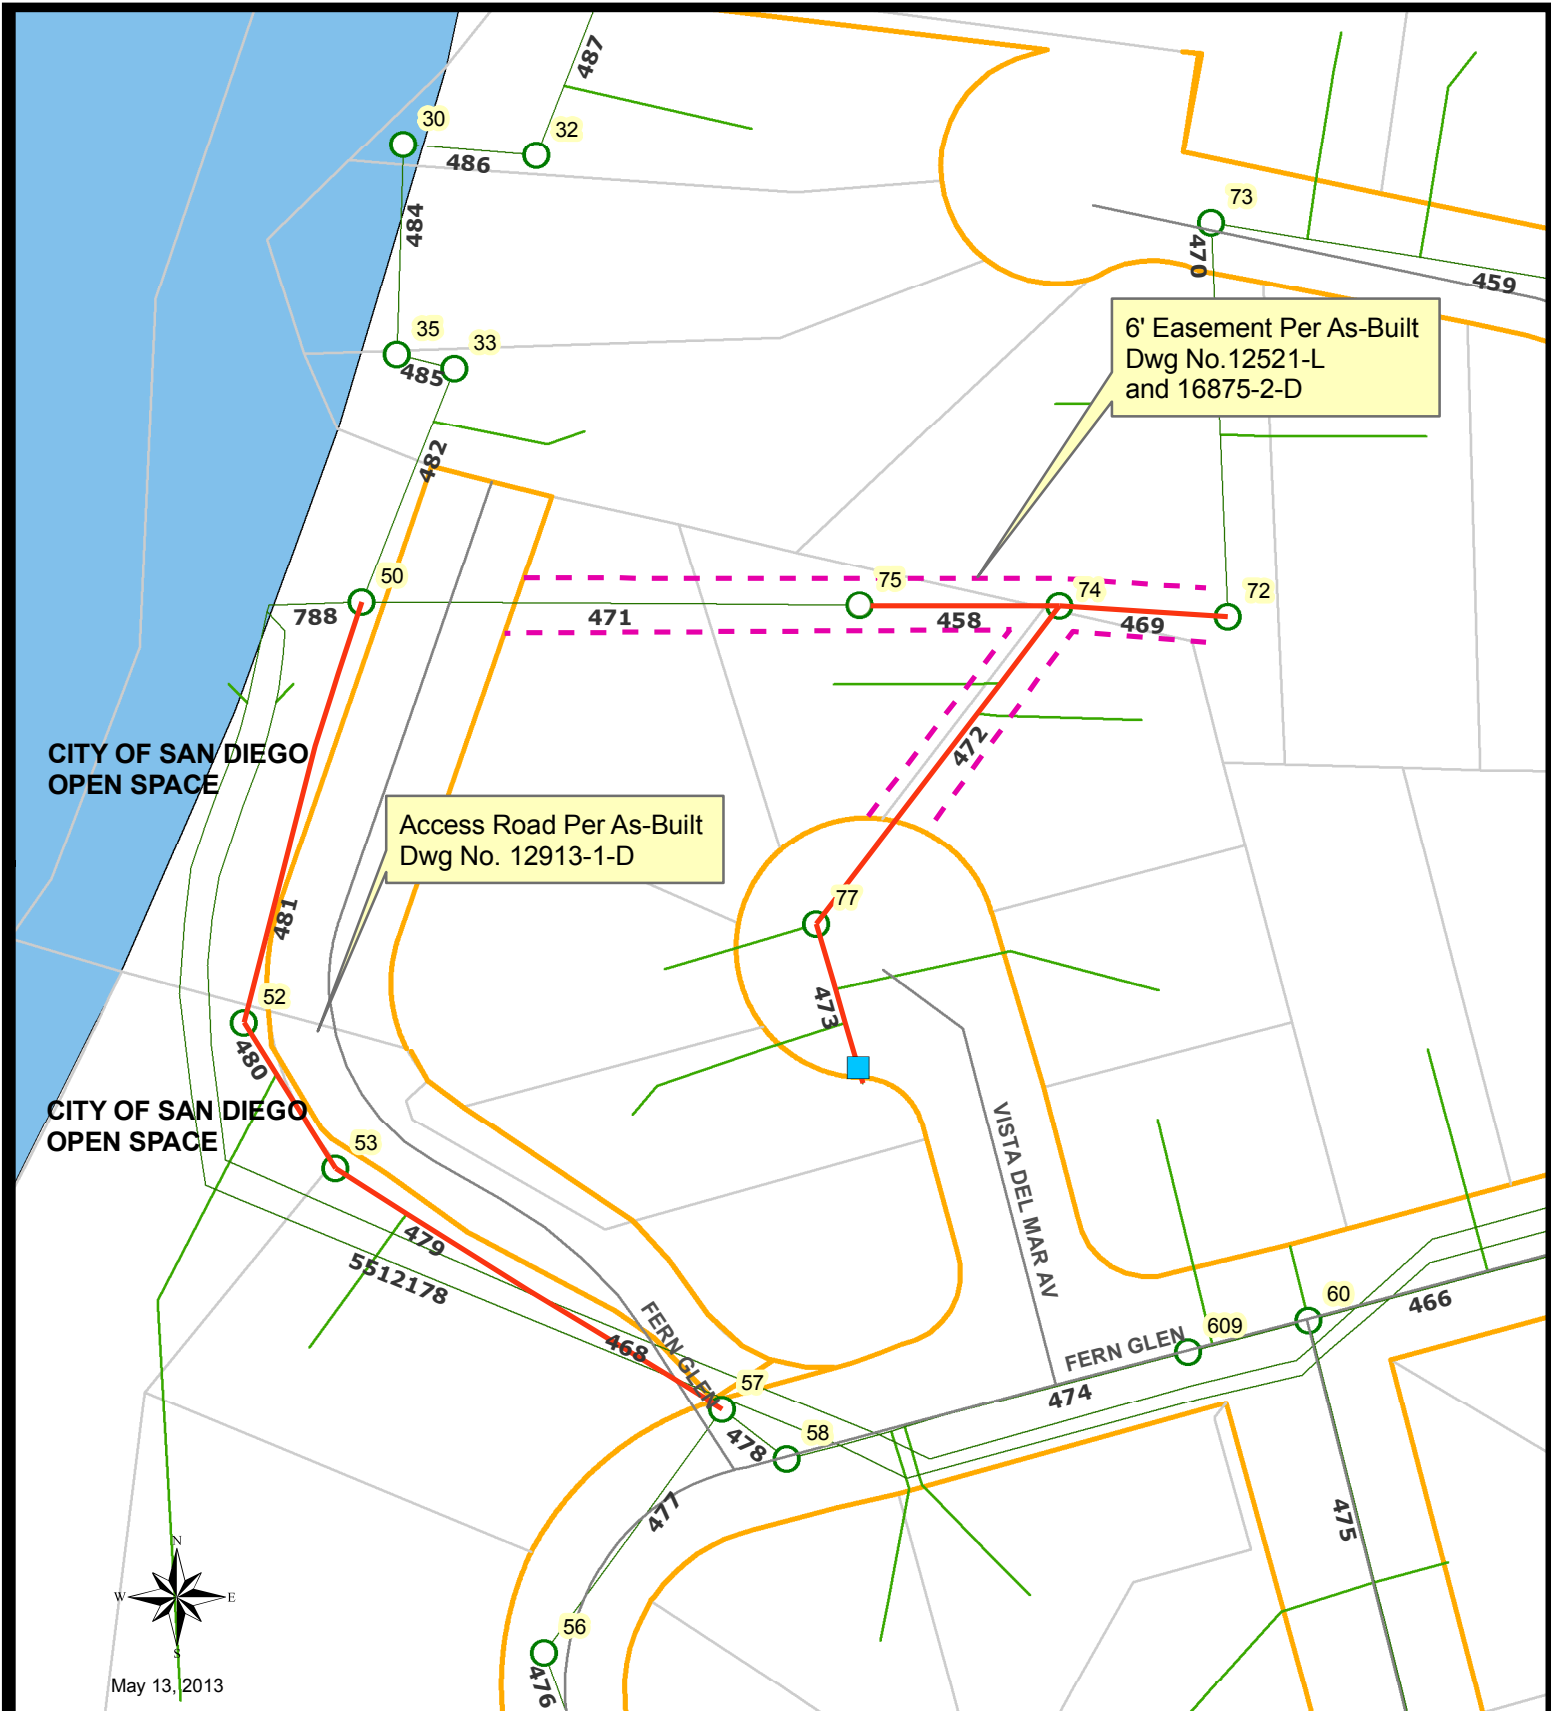 487
30
32
486
73
484
470
459
35
33
485
6' Easement Per As-Built
Dwg No.12521-L
and 16875-2-D
482
50
75
74
72
788
471
458
469
472
CITY OF SAN DIEGO
OPEN SPACE
Access Road Per As-Built
Dwg No. 12913-1-D
481
77
52
473
480
CITY OF SAN DIEGO
OPEN SPACE
53
VISTA DEL MAR AV
479
5512178
FERN GLEN
468
60
466
609
FERN GLEN
57
474
58
478
477
475
N
W
E
S
56
476
May 13, 2013